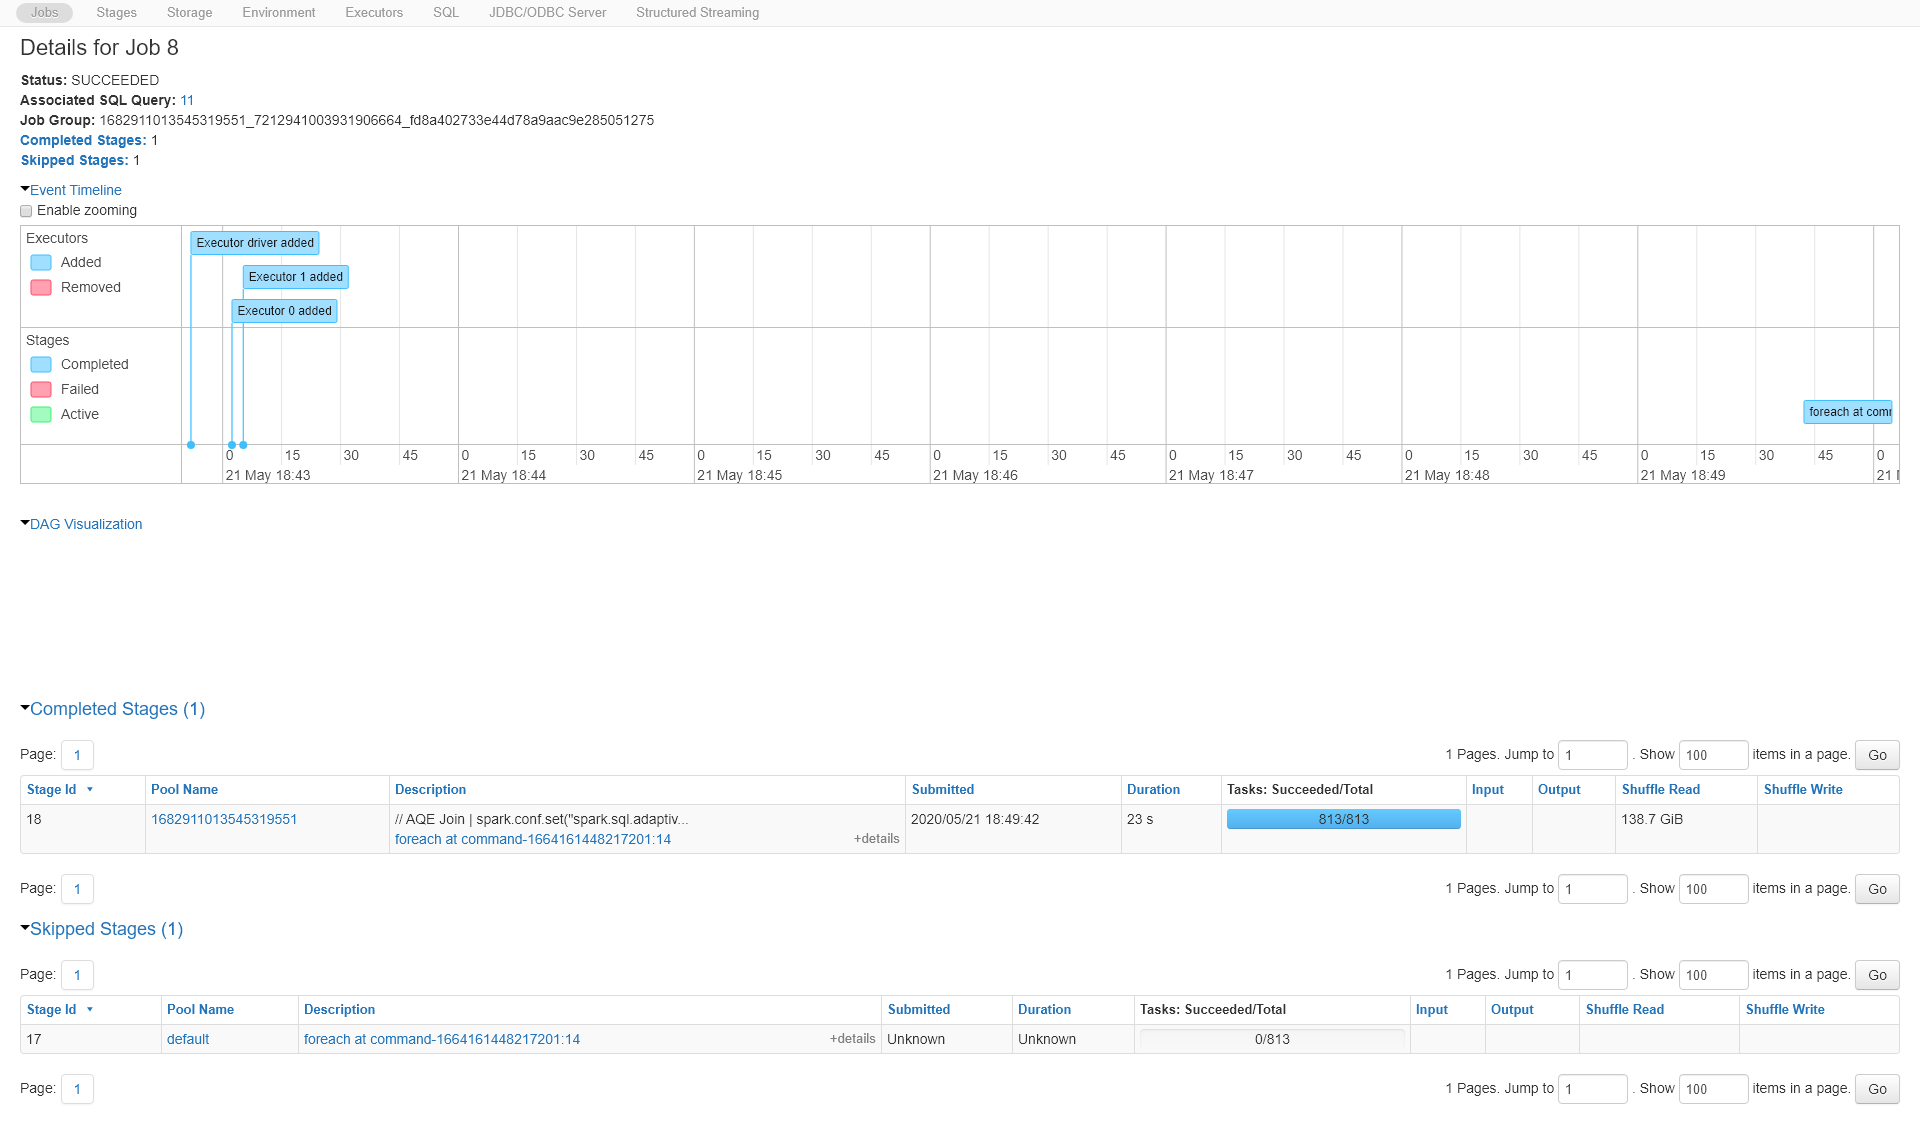 Jobs Stages Storage Environment Executors SQL JDBC/ODBC Server Structured Streaming
Details for Job 8
Status: SUCCEEDED
Associated SQL Query: 11
Job Group: 1682911013545319551_7212941003931906664_fd8a402733e44d78a9aac9e285051275
Completed Stages: 1
Skipped Stages: 1
Event Timeline
Enable zooming
Executors
Added
Removed
Executor driver added
Executor 1 added
Executor 0 added
Stages
Completed
Failed
Active
foreach at com
0 15 30 45 0 15 30 45 0 15 30 45 0 15 30 45 0 15 30 45 0 15 30 45 0 15 30 45 0
21 May 18:43 21 May 18:44 21 May 18:45 21 May 18:46 21 May 18:47 21 May 18:48 21 May 18:49 21
DAG Visualization
Completed Stages (1)
Page: 1 1 Pages. Jump to 1 . Show 100 items in a page. Go
Stage Id Pool Name Description Submitted Duration Tasks: Succeeded/Total Input Output Shuffle Read Shuffle Write
18 1682911013545319551 // AQE Join | spark.conf.set("spark.sql.adaptiv... 2020/05/21 18:49:42 23 s 813/813 138.7 GiB
foreach at command-1664161448217201:14 +details
Page: 1 1 Pages. Jump to 1 . Show 100 items in a page. Go
Skipped Stages (1)
Page: 1 1 Pages. Jump to 1 . Show 100 items in a page. Go
Stage Id Pool Name Description Submitted Duration Tasks: Succeeded/Total Input Output Shuffle Read Shuffle Write
17 default foreach at command-1664161448217201:14 +details Unknown Unknown 0/813
Page: 1 1 Pages. Jump to 1 . Show 100 items in a page. Go